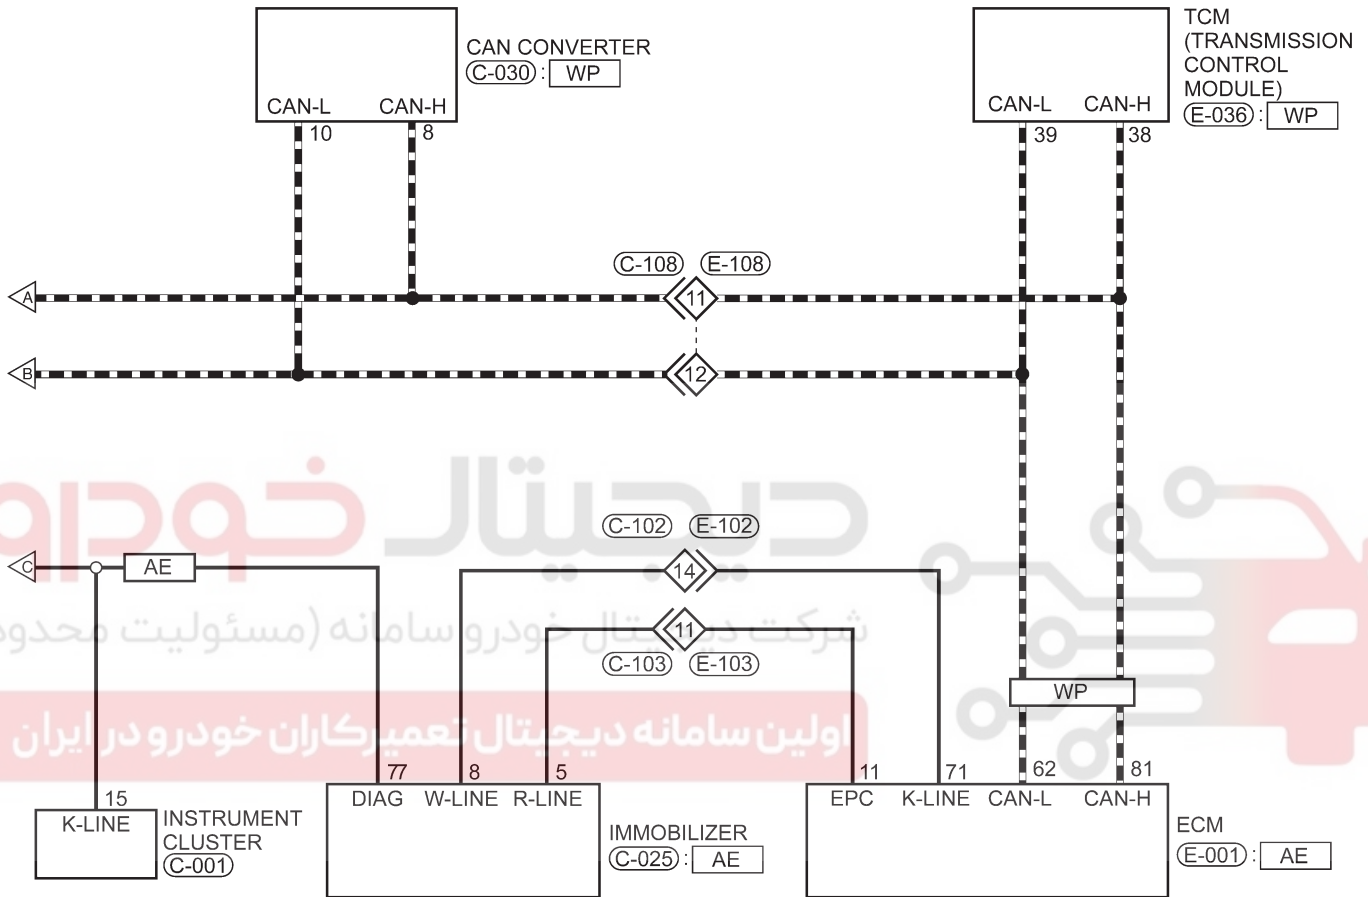 CAN CONVERTER
C-030 : WP
CAN-L CAN-H
10 8
TCM
(TRANSMISSION
CONTROL
MODULE)
E-036 : WP
CAN-L CAN-H
39 38
C-108 E-108
A
11
B
12
دیجیتال خودرو
C-102 E-102
C
AE
14
شرکت دیجیتال خودرو سامانه (مسئولیت محدود
11
C-103 E-103
WP
اولین سامانه دیجیتال تعمیرکاران خودرو در ایران
77 8 5
DIAG W-LINE R-LINE
11 71 62 81
EPC K-LINE CAN-L CAN-H
15
K-LINE
INSTRUMENT
CLUSTER
C-001
IMMOBILIZER
C-025 : AE
ECM
E-001 : AE